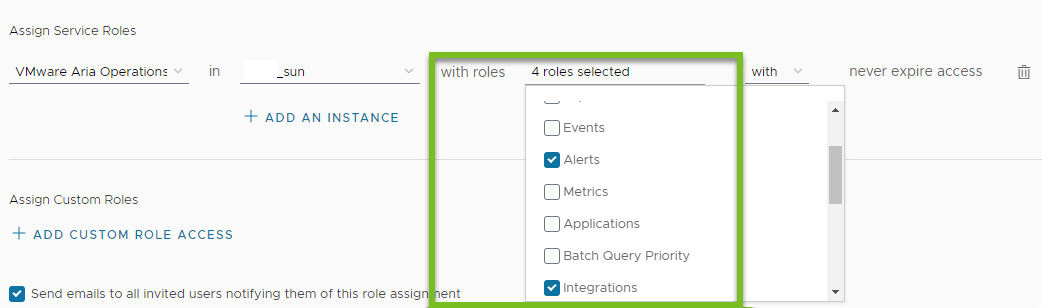 Assign Service Roles
VMware Aria Operations in _sun with roles 4 roles selected with never expire access
+ ADD AN INSTANCE
Events
Alerts
Metrics
Assign Custom Roles
Applications
+ ADD CUSTOM ROLE ACCESS
Batch Query Priority
Integrations
Send emails to all invited users notifying them of this role assignment